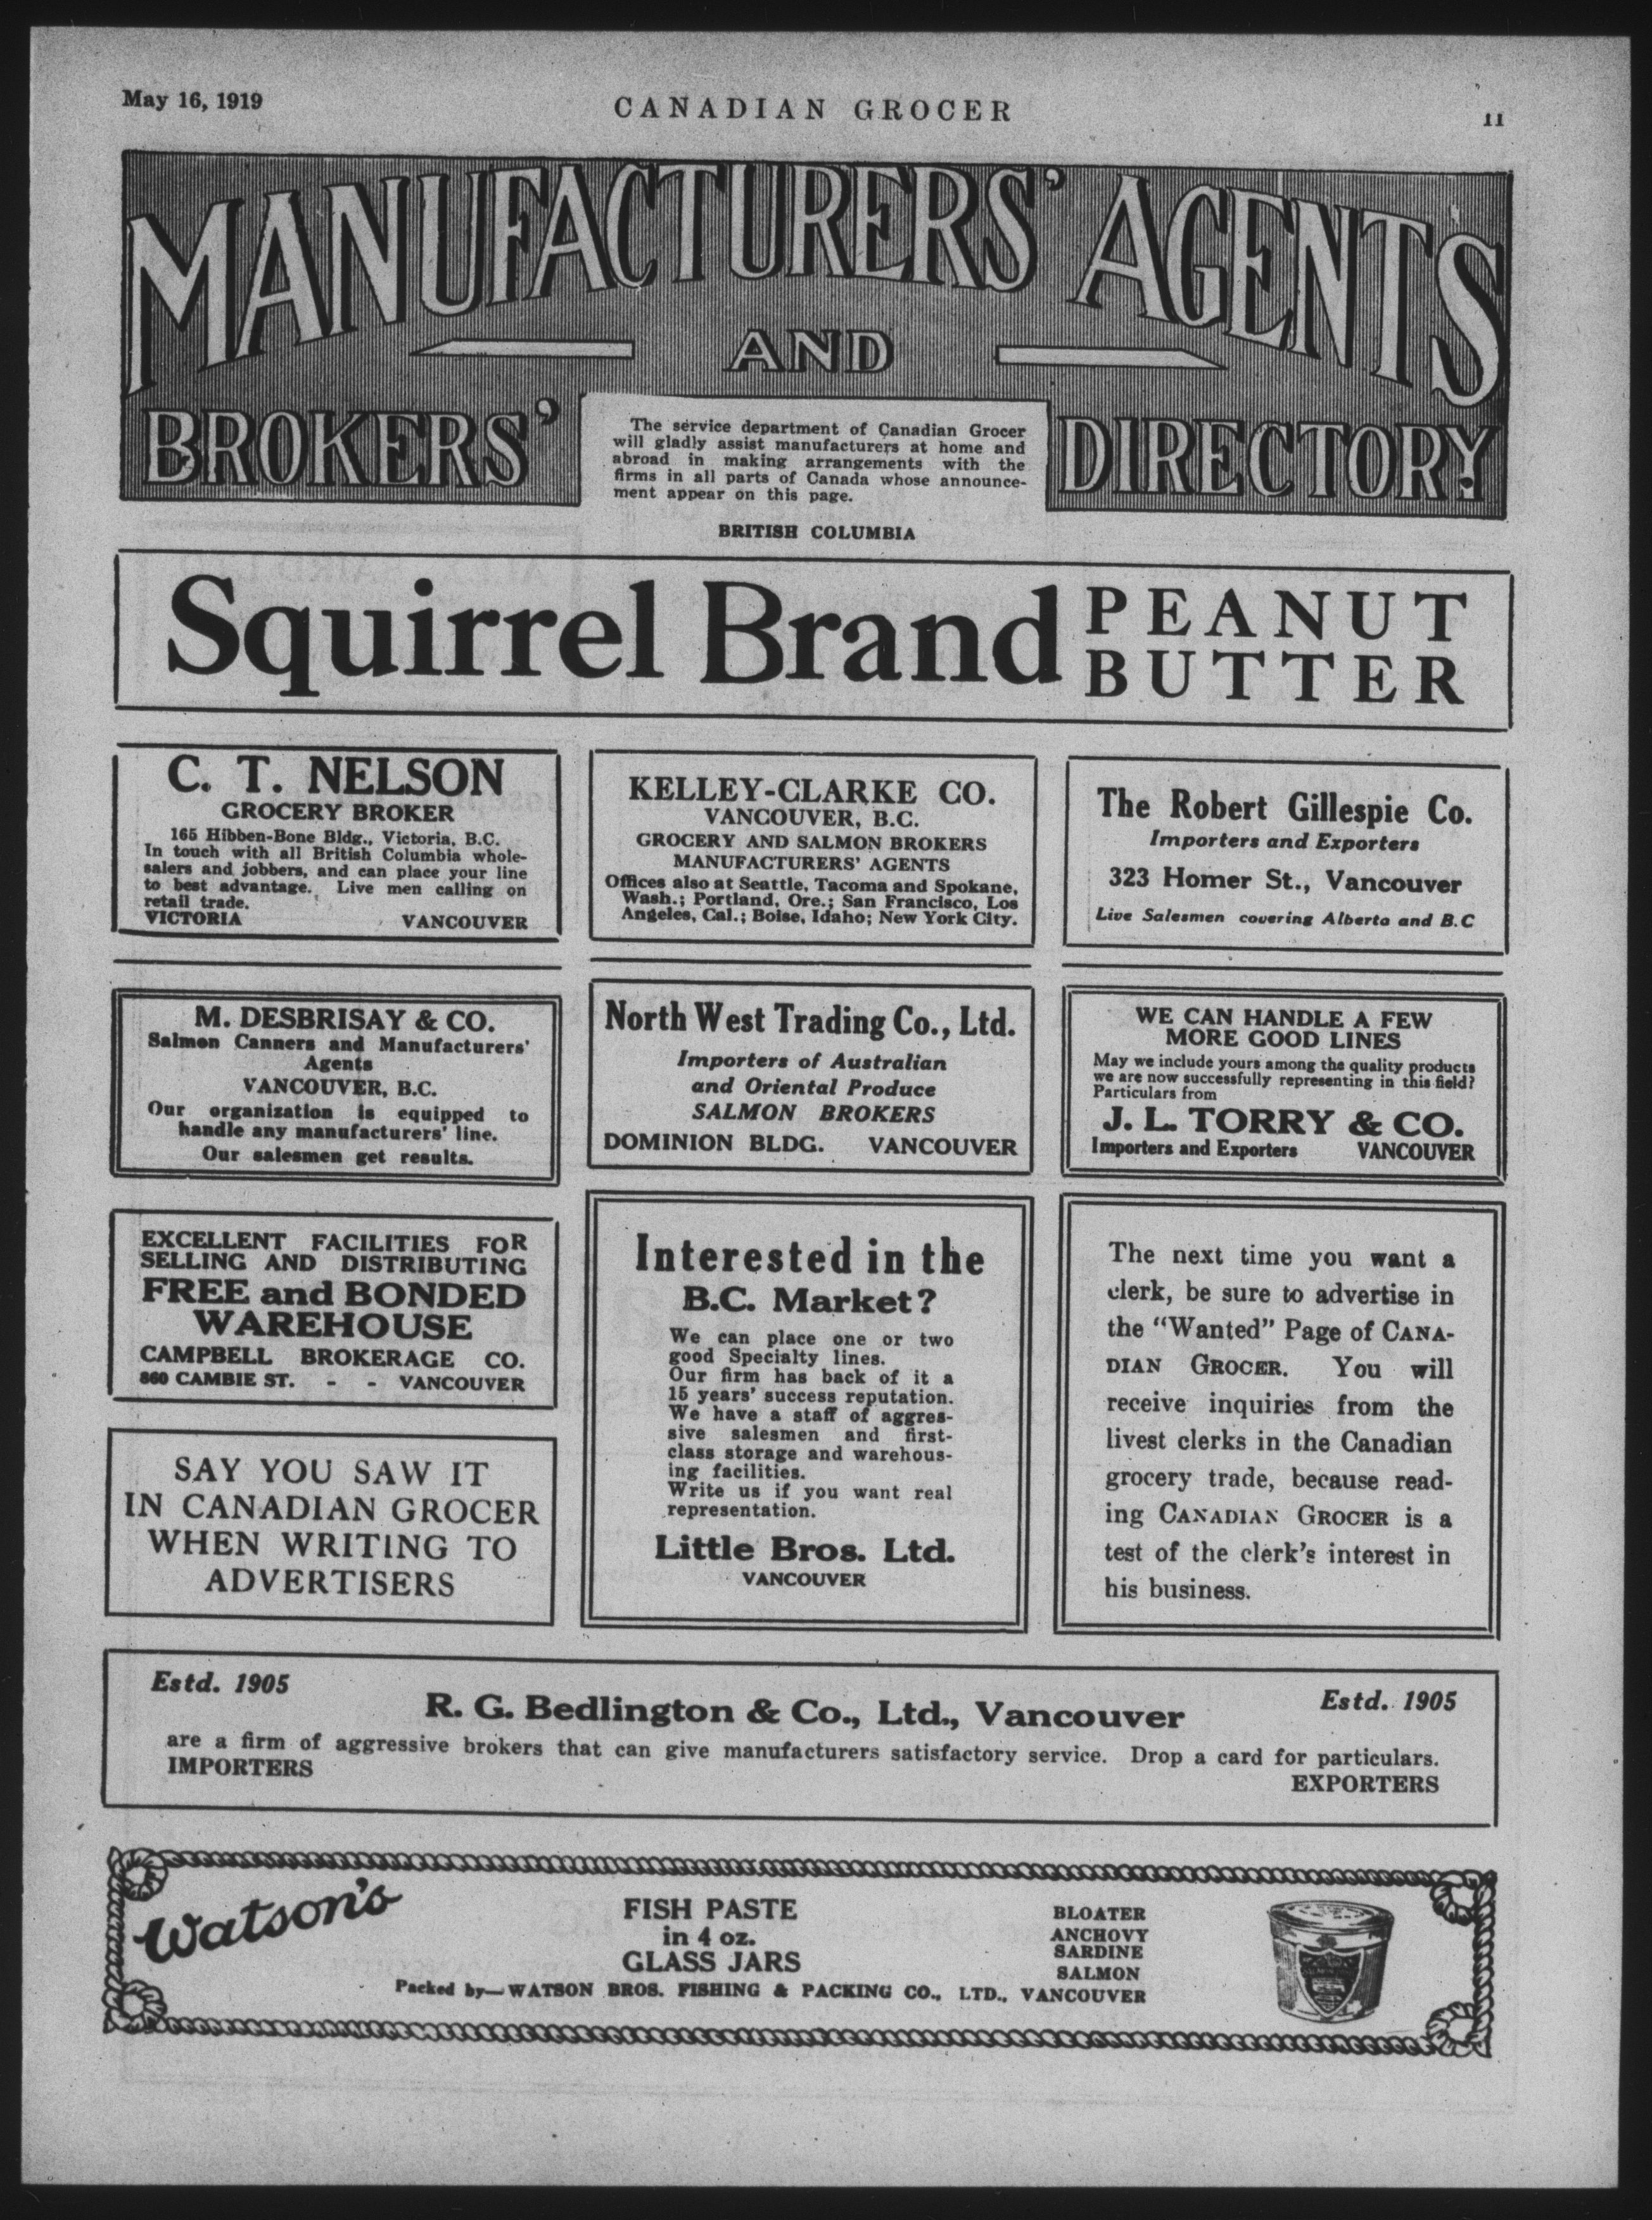 May 16, 1919
CANADIAN GROCER
11
MANUFACTURERS' AGENTS
AND
BROKERS' DIRECTORY
The service department of Canadian Grocer
will gladly assist manufacturers at home and
abroad in making arrangements with the
firms in all parts of Canada whose announce-
ment appear on this page.
BRITISH COLUMBIA
Squirrel Brand PEANUT
BUTTER
C. T. NELSON
GROCERY BROKER
165 Hibben-Bone Bldg., Victoria, B.C.
In touch with all British Columbia whole-
salers and jobbers, and can place your line
to best advantage. Live men calling on
retail trade.
VICTORIA VANCOUVER
KELLEY-CLARKE CO.
VANCOUVER, B.C.
GROCERY AND SALMON BROKERS
MANUFACTURERS' AGENTS
Offices also at Seattle, Tacoma and Spokane,
Wash.; Portland, Ore.; San Francisco, Los
Angeles, Cal.; Boise, Idaho; New York City.
The Robert Gillespie Co.
Importers and Exporters
323 Homer St., Vancouver
Live Salesmen covering Alberta and B.C
M. DESBRISAY & CO.
Salmon Canners and Manufacturers'
Agents
VANCOUVER, B.C.
Our organization is equipped to
handle any manufacturers' line.
Our salesmen get results.
North West Trading Co., Ltd.
Importers of Australian
and Oriental Produce
SALMON BROKERS
DOMINION BLDG. VANCOUVER
WE CAN HANDLE A FEW
MORE GOOD LINES
May we include yours among the quality products
we are now successfully representing in this field?
Particulars from
J. L. TORRY & CO.
Importers and Exporters VANCOUVER
EXCELLENT FACILITIES FOR
SELLING AND DISTRIBUTING
FREE and BONDED
WAREHOUSE
CAMPBELL BROKERAGE CO.
860 CAMBIE ST. - - VANCOUVER
SAY YOU SAW IT
IN CANADIAN GROCER
WHEN WRITING TO
ADVERTISERS
Interested in the
B.C. Market?
We can place one or two
good Specialty lines.
Our firm has back of it a
15 years' success reputation.
We have a staff of aggres-
sive salesmen and first-
class storage and warehous-
ing facilities.
Write us if you want real
representation.
Little Bros. Ltd.
VANCOUVER
The next time you want a
clerk, be sure to advertise in
the "Wanted" Page of CANA-
DIAN GROCER. You will
receive inquiries from the
livest clerks in the Canadian
grocery trade, because read-
ing CANADIAN GROCER is a
test of the clerk's interest in
his business.
Estd. 1905
R. G. Bedlington & Co., Ltd., Vancouver
Estd. 1905
are a firm of aggressive brokers that can give manufacturers satisfactory service. Drop a card for particulars.
IMPORTERS
EXPORTERS
Watson's
FISH PASTE
in 4 oz.
GLASS JARS
BLOATER
ANCHOVY
SARDINE
SALMON
Packed by—WATSON BROS. FISHING & PACKING CO., LTD., VANCOUVER